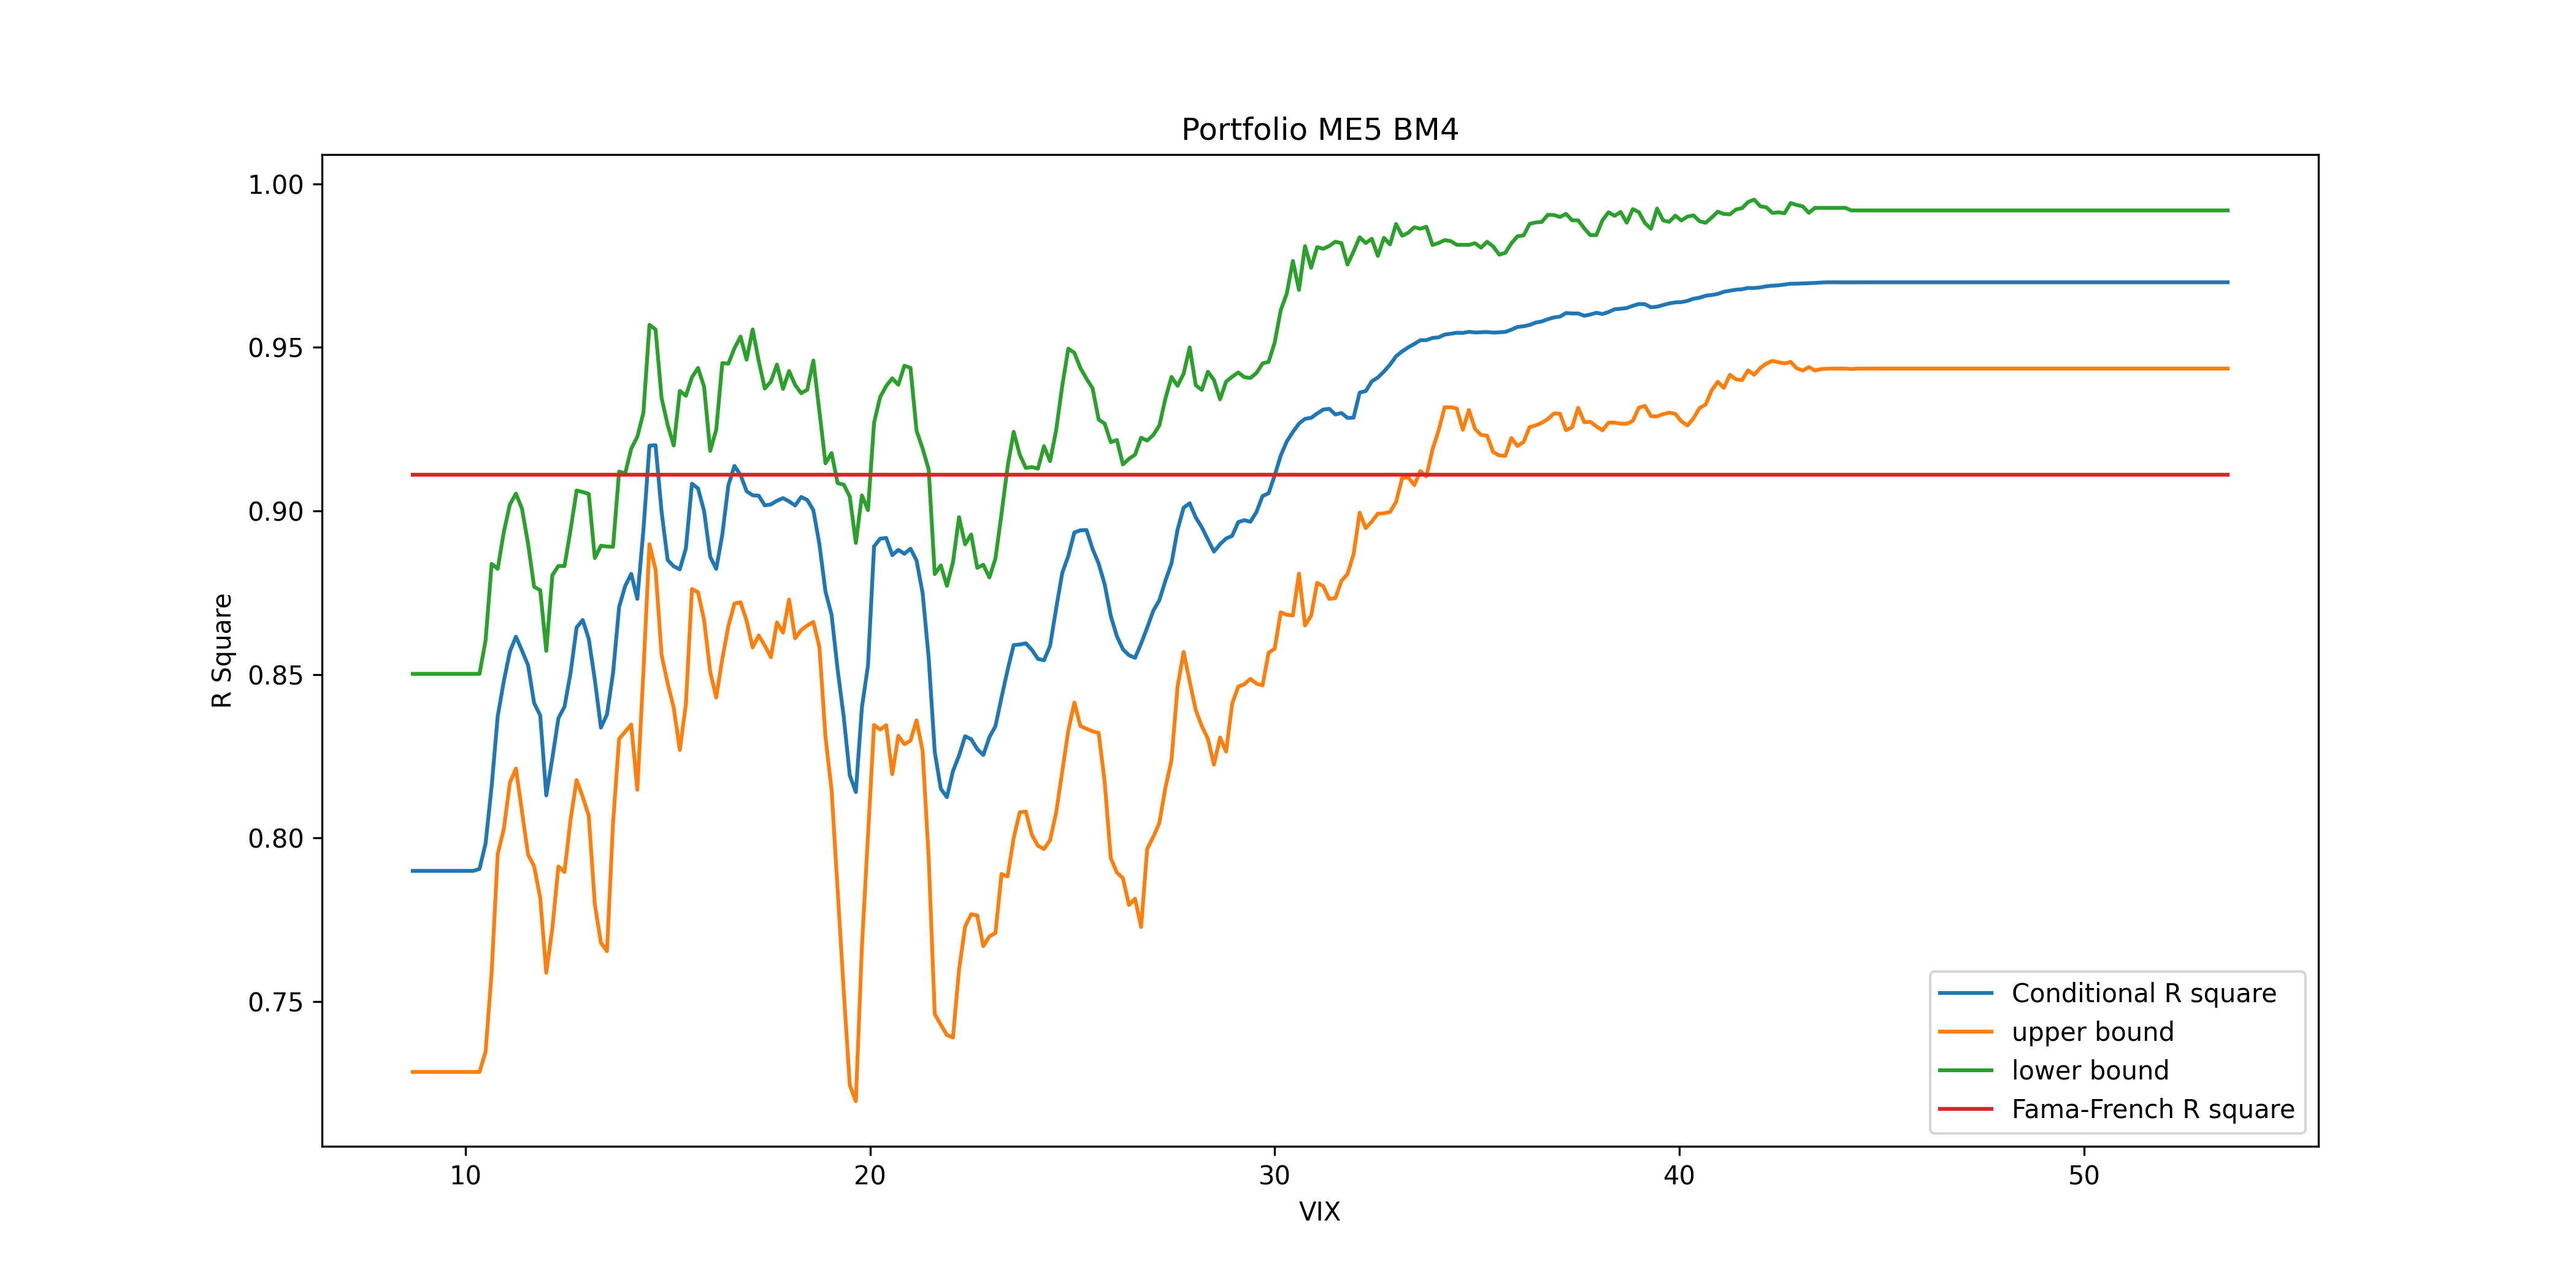 Portfolio ME5 BM4
1.00
0.95
0.90
0.85
0.80
0.75
R Square
10
20
30
40
50
VIX
Conditional R square
upper bound
lower bound
Fama-French R square